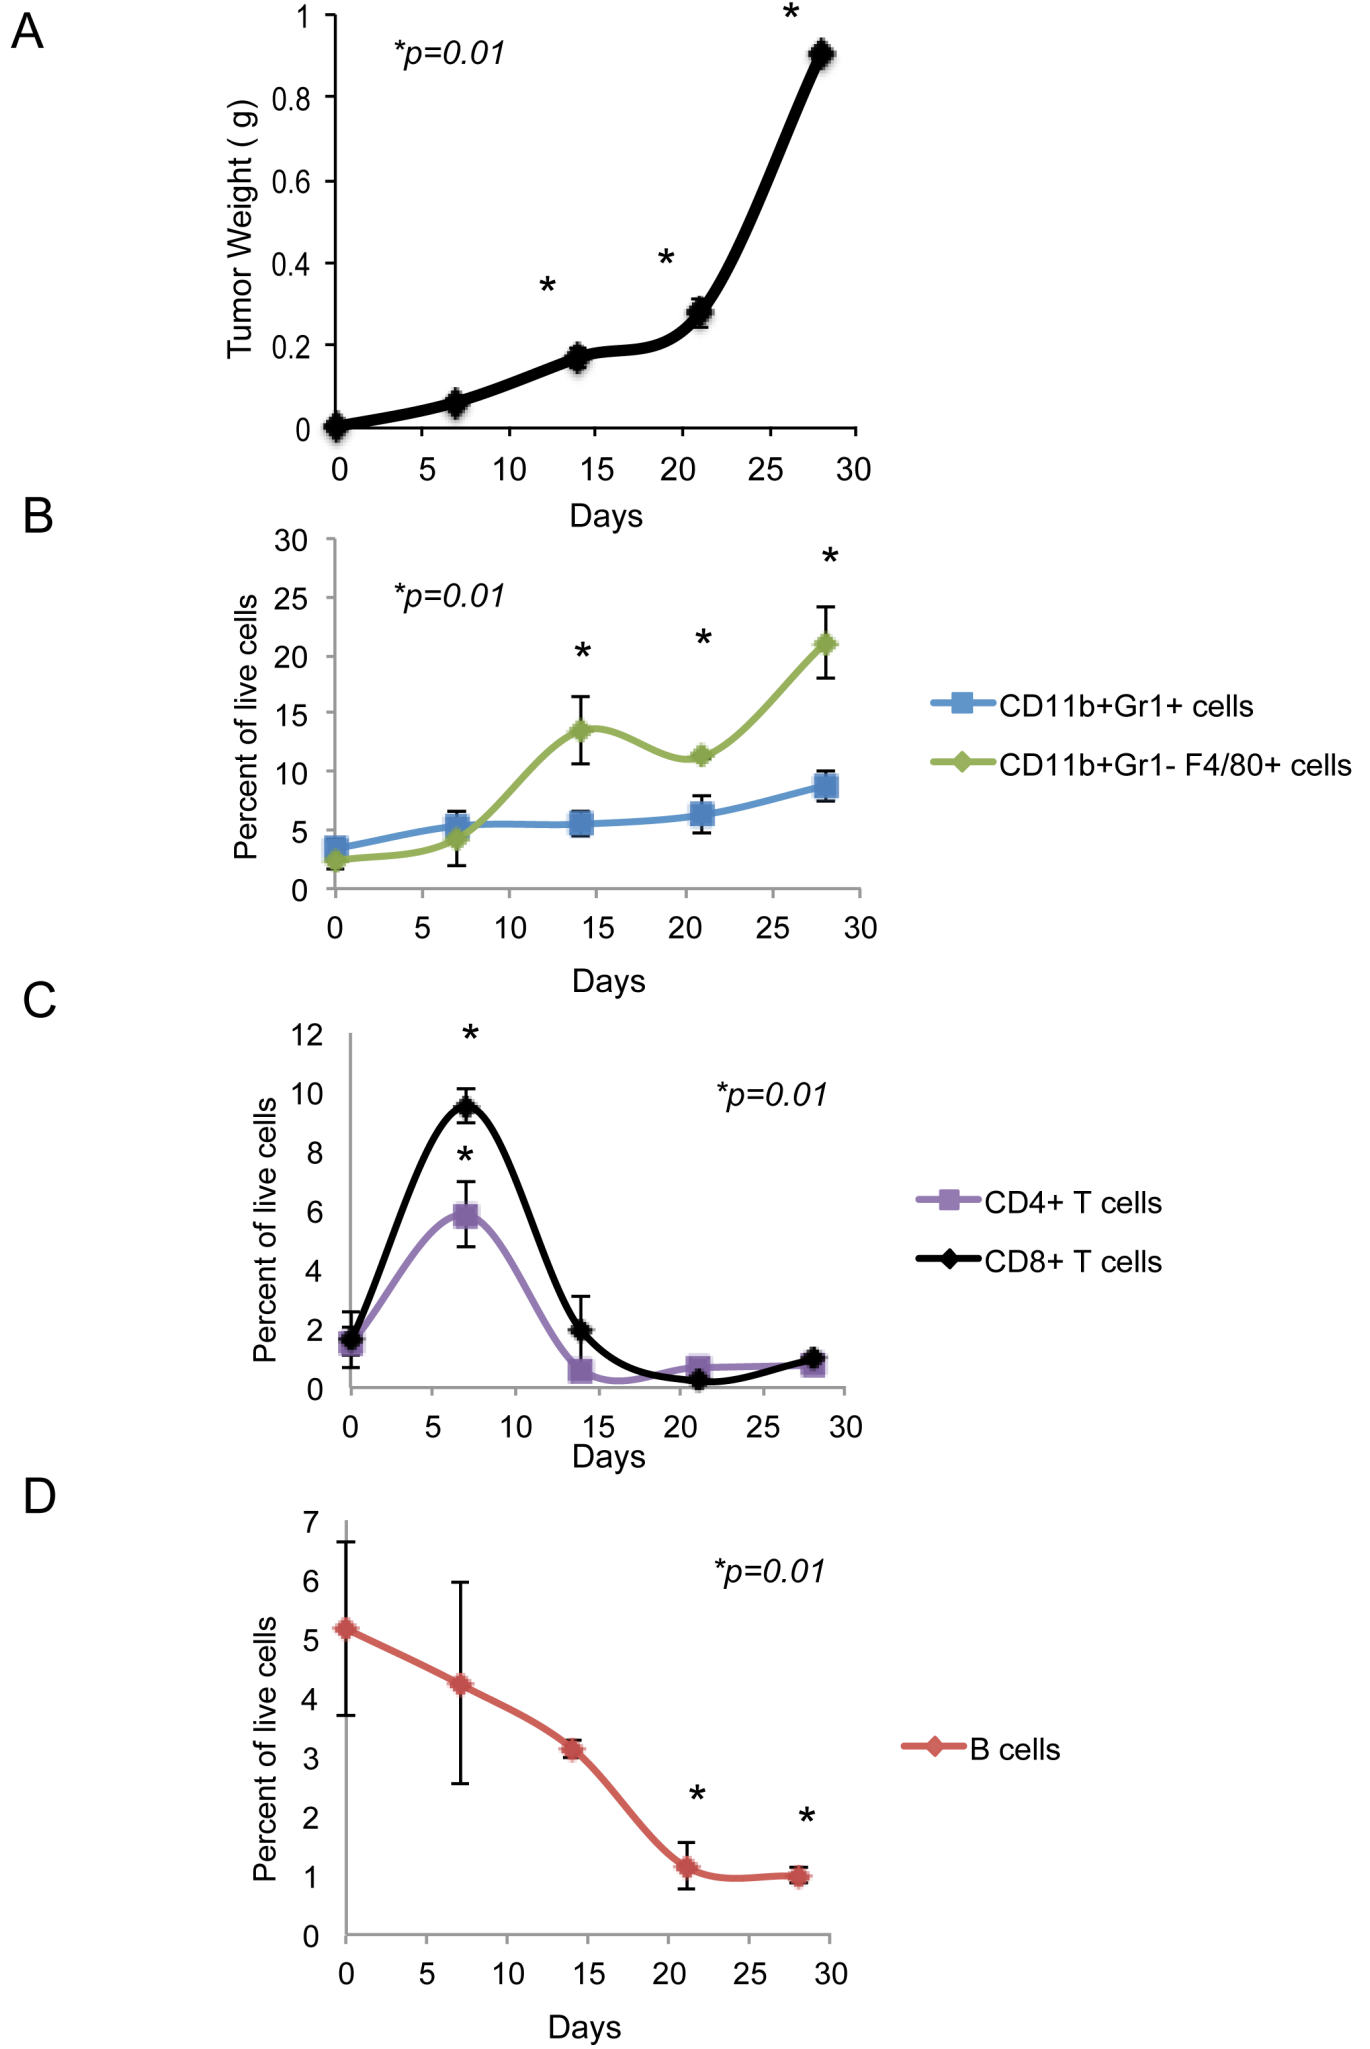 A
*p=0.01
*
*
*
Tumor Weight ( g)
1
0.8
0.6
0.4
0.2
0
0 5 10 15 20 25 30
Days
B
*p=0.01
*
*
*
Percent of live cells
30
25
20
15
10
5
0
0 5 10 15 20 25 30
Days
CD11b+Gr1+ cells
CD11b+Gr1- F4/80+ cells
C
*
*
*p=0.01
Percent of live cells
12
10
8
6
4
2
0
0 5 10 15 20 25 30
Days
CD4+ T cells
CD8+ T cells
D
*p=0.01
*
*
Percent of live cells
7
6
5
4
3
2
1
0
0 5 10 15 20 25 30
Days
B cells